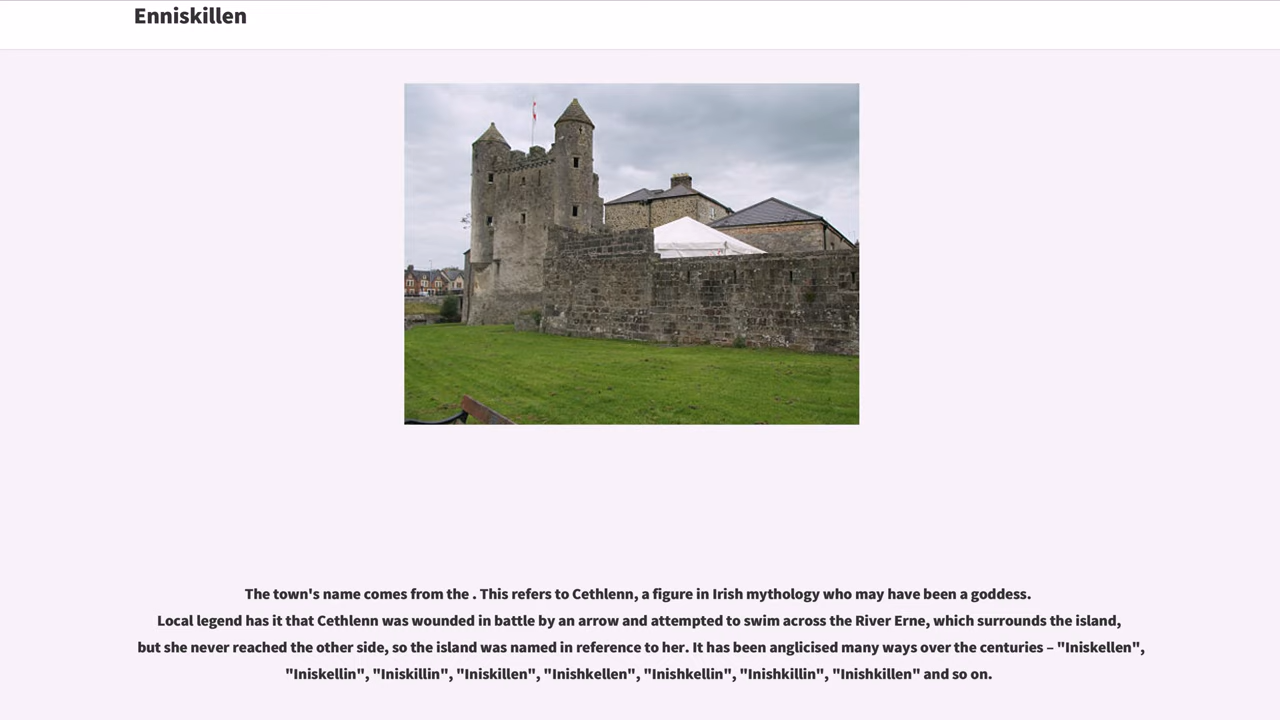 Enniskillen
The town's name comes from the . This refers to Cethlenn, a figure in Irish mythology who may have been a goddess.
Local legend has it that Cethlenn was wounded in battle by an arrow and attempted to swim across the River Erne, which surrounds the island,
but she never reached the other side, so the island was named in reference to her. It has been anglicised many ways over the centuries – "Iniskellen",
"Iniskellin", "Iniskillin", "Iniskillen", "Inishkellen", "Inishkellin", "Inishkillin", "Inishkillen" and so on.